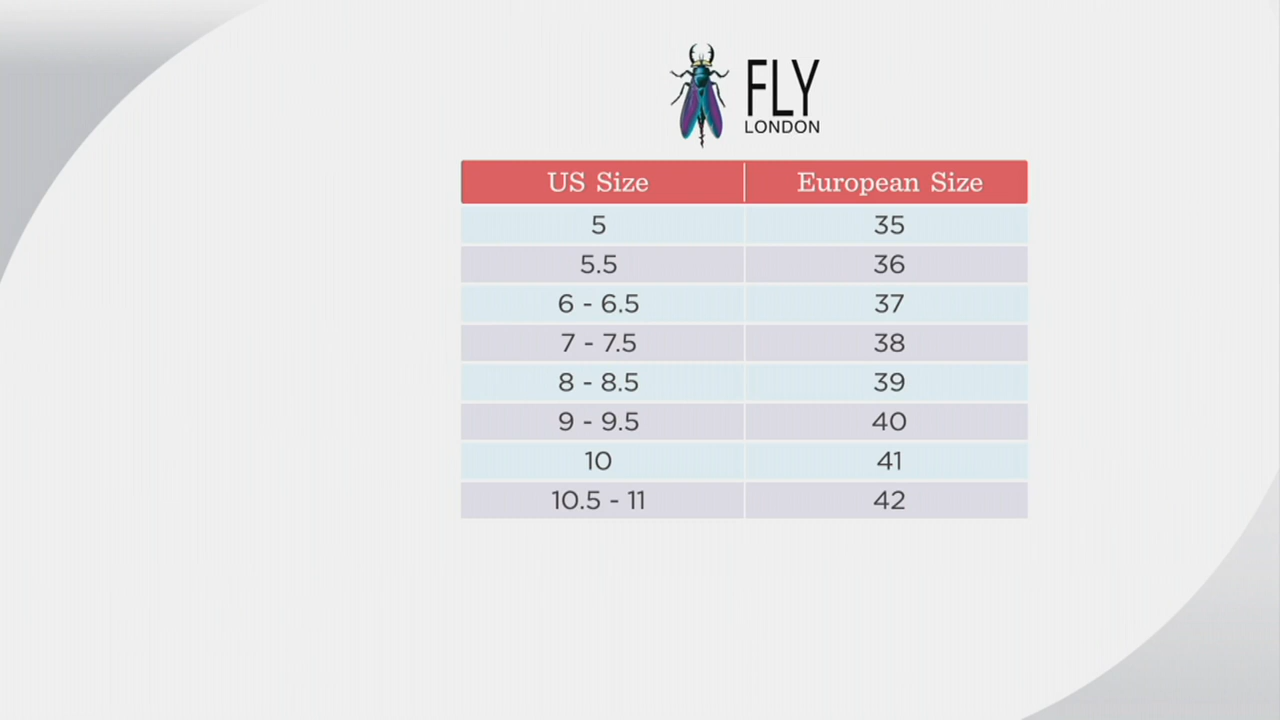 FLY
LONDON
US Size European Size
5 35
5.5 36
6 - 6.5 37
7 - 7.5 38
8 - 8.5 39
9 - 9.5 40
10 41
10.5 - 11 42